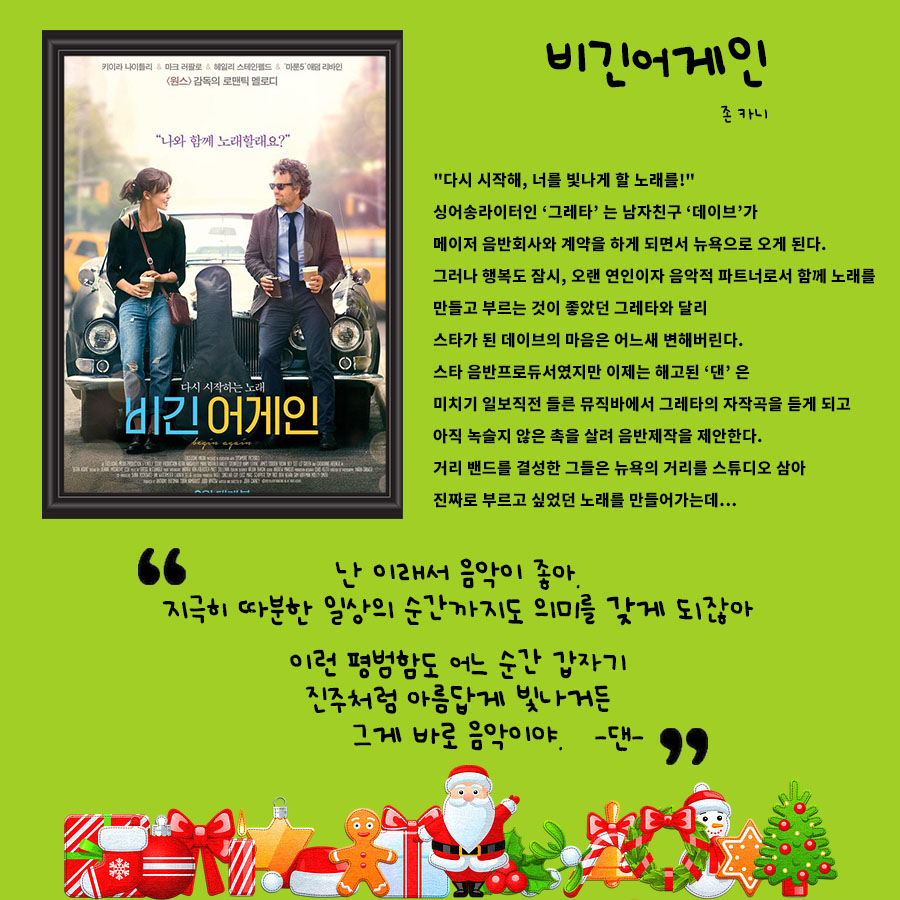 키이라 나이틀리 & 마크 러팔로 & 헤일리 스테인펠드 & '마룬5' 애덤 리바인
<원스> 감독의 로맨틱 멜로디
“나와 함께 노래할래요?”
다시 시작하는 노래
비긴 어게인
begin again
비긴어게인
존 카니
"다시 시작해, 너를 빛나게 할 노래를!"
싱어송라이터인 ‘그레타’ 는 남자친구 ‘데이브’가
메이저 음반회사와 계약을 하게 되면서 뉴욕으로 오게 된다.
그러나 행복도 잠시, 오랜 연인이자 음악적 파트너로서 함께 노래를
만들고 부르는 것이 좋았던 그레타와 달리
스타가 된 데이브의 마음은 어느새 변해버린다.
스타 음반프로듀서였지만 이제는 해고된 ‘댄’ 은
미치기 일보직전 들른 뮤직바에서 그레타의 자작곡을 듣게 되고
아직 녹슬지 않은 촉을 살려 음반제작을 제안한다.
거리 밴드를 결성한 그들은 뉴욕의 거리를 스튜디오 삼아
진짜로 부르고 싶었던 노래를 만들어가는데...
“
난 이래서 음악이 좋아.
지극히 따분한 일상의 순간까지도 의미를 갖게 되잖아
이런 평범함도 어느 순간 갑자기
진주처럼 아름답게 빛나거든
그게 바로 음악이야. -댄-
”